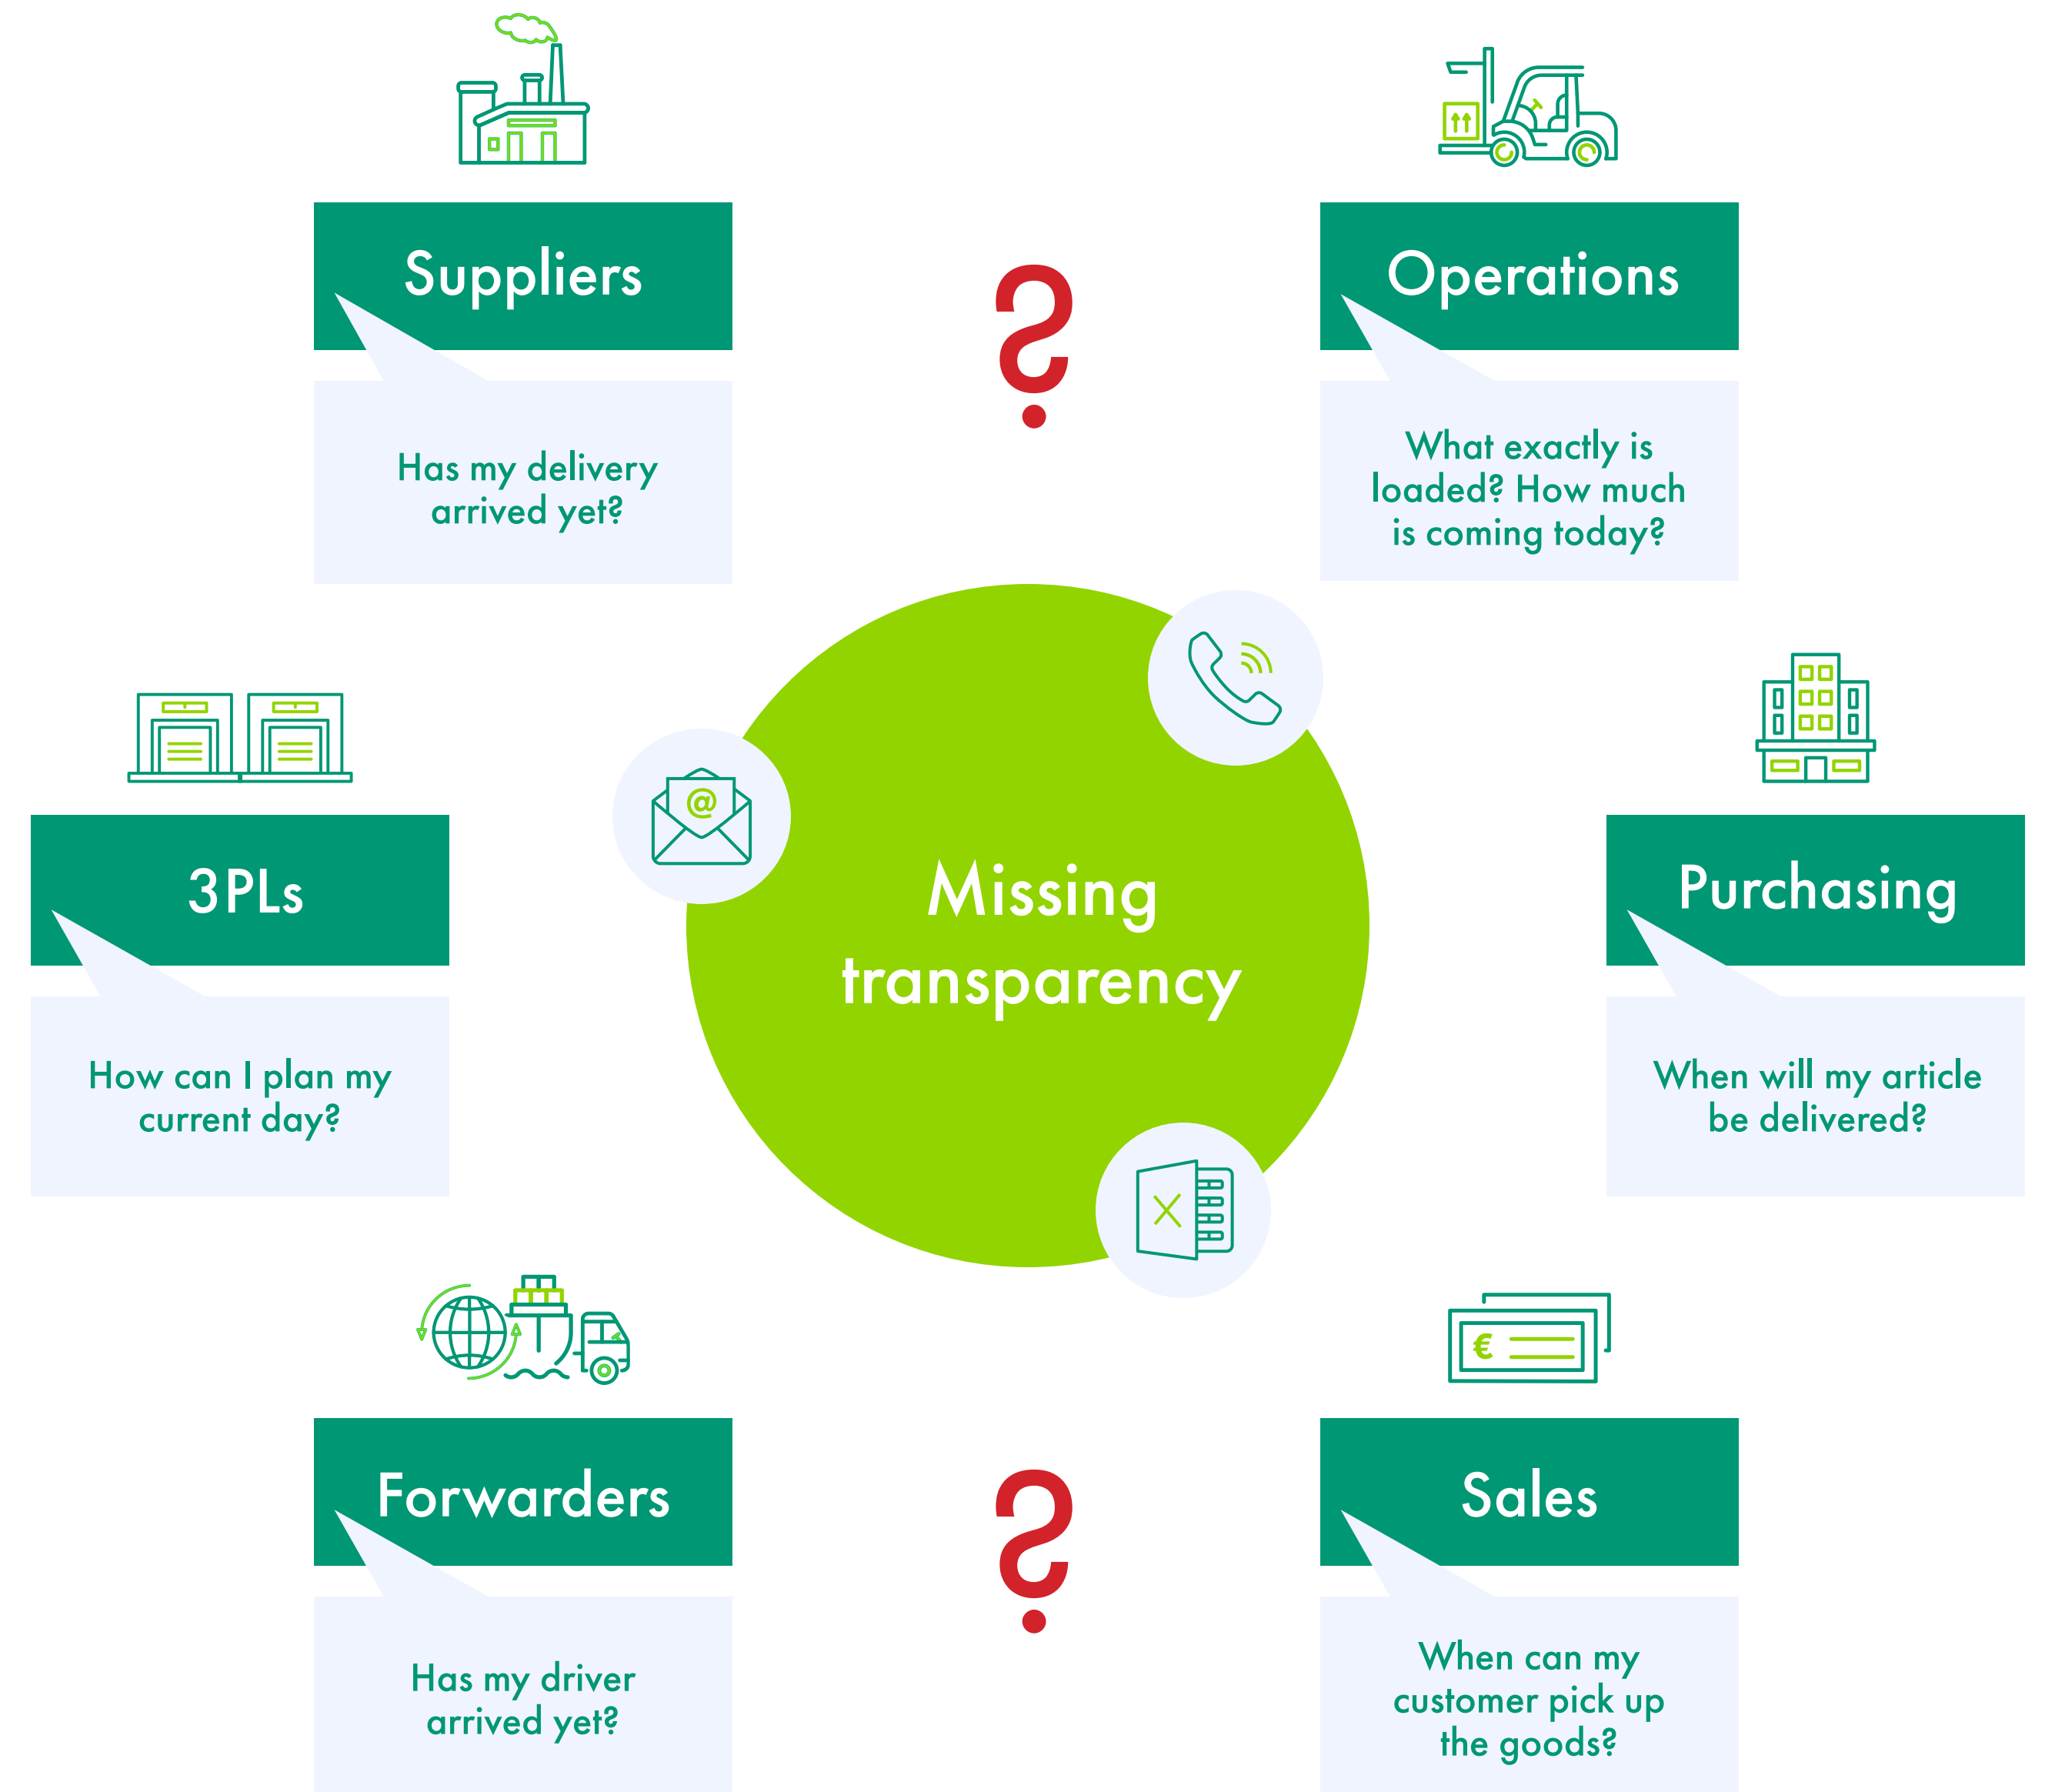 Suppliers
Has my delivery
arrived yet?
?
Operations
What exactly is
loaded? How much
is coming today?
3PLs
How can I plan my
current day?
@
Missing
transparency
X
Purchasing
When will my article
be delivered?
Forwarders
Has my driver
arrived yet?
?
€
Sales
When can my
customer pick up
the goods?